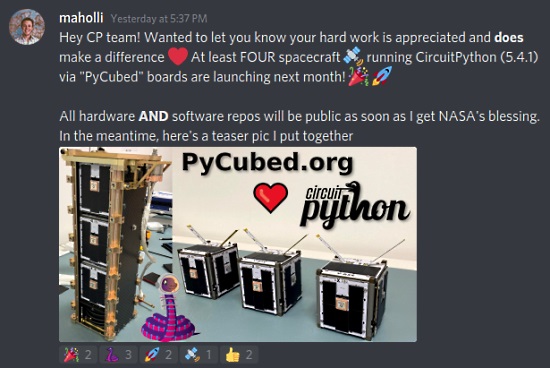 maholli Yesterday at 5:37 PM
Hey CP team! Wanted to let you know your hard work is appreciated and does
make a difference ❤️ At least FOUR spacecraft 🛰️ running CircuitPython (5.4.1)
via "PyCubed" boards are launching next month! 🎉🚀
All hardware AND software repos will be public as soon as I get NASA's blessing.
In the meantime, here's a teaser pic I put together
PyCubed.org
circuit
python
2 3 2 1 2